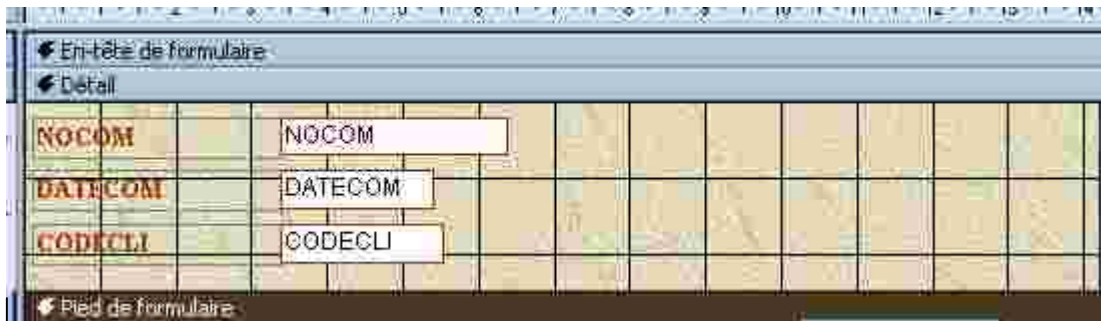 En-tête de formulaire
Détail
NOCOM NOCOM
DATECOM DATECOM
CODECLI CODECLI
Pied de formulaire